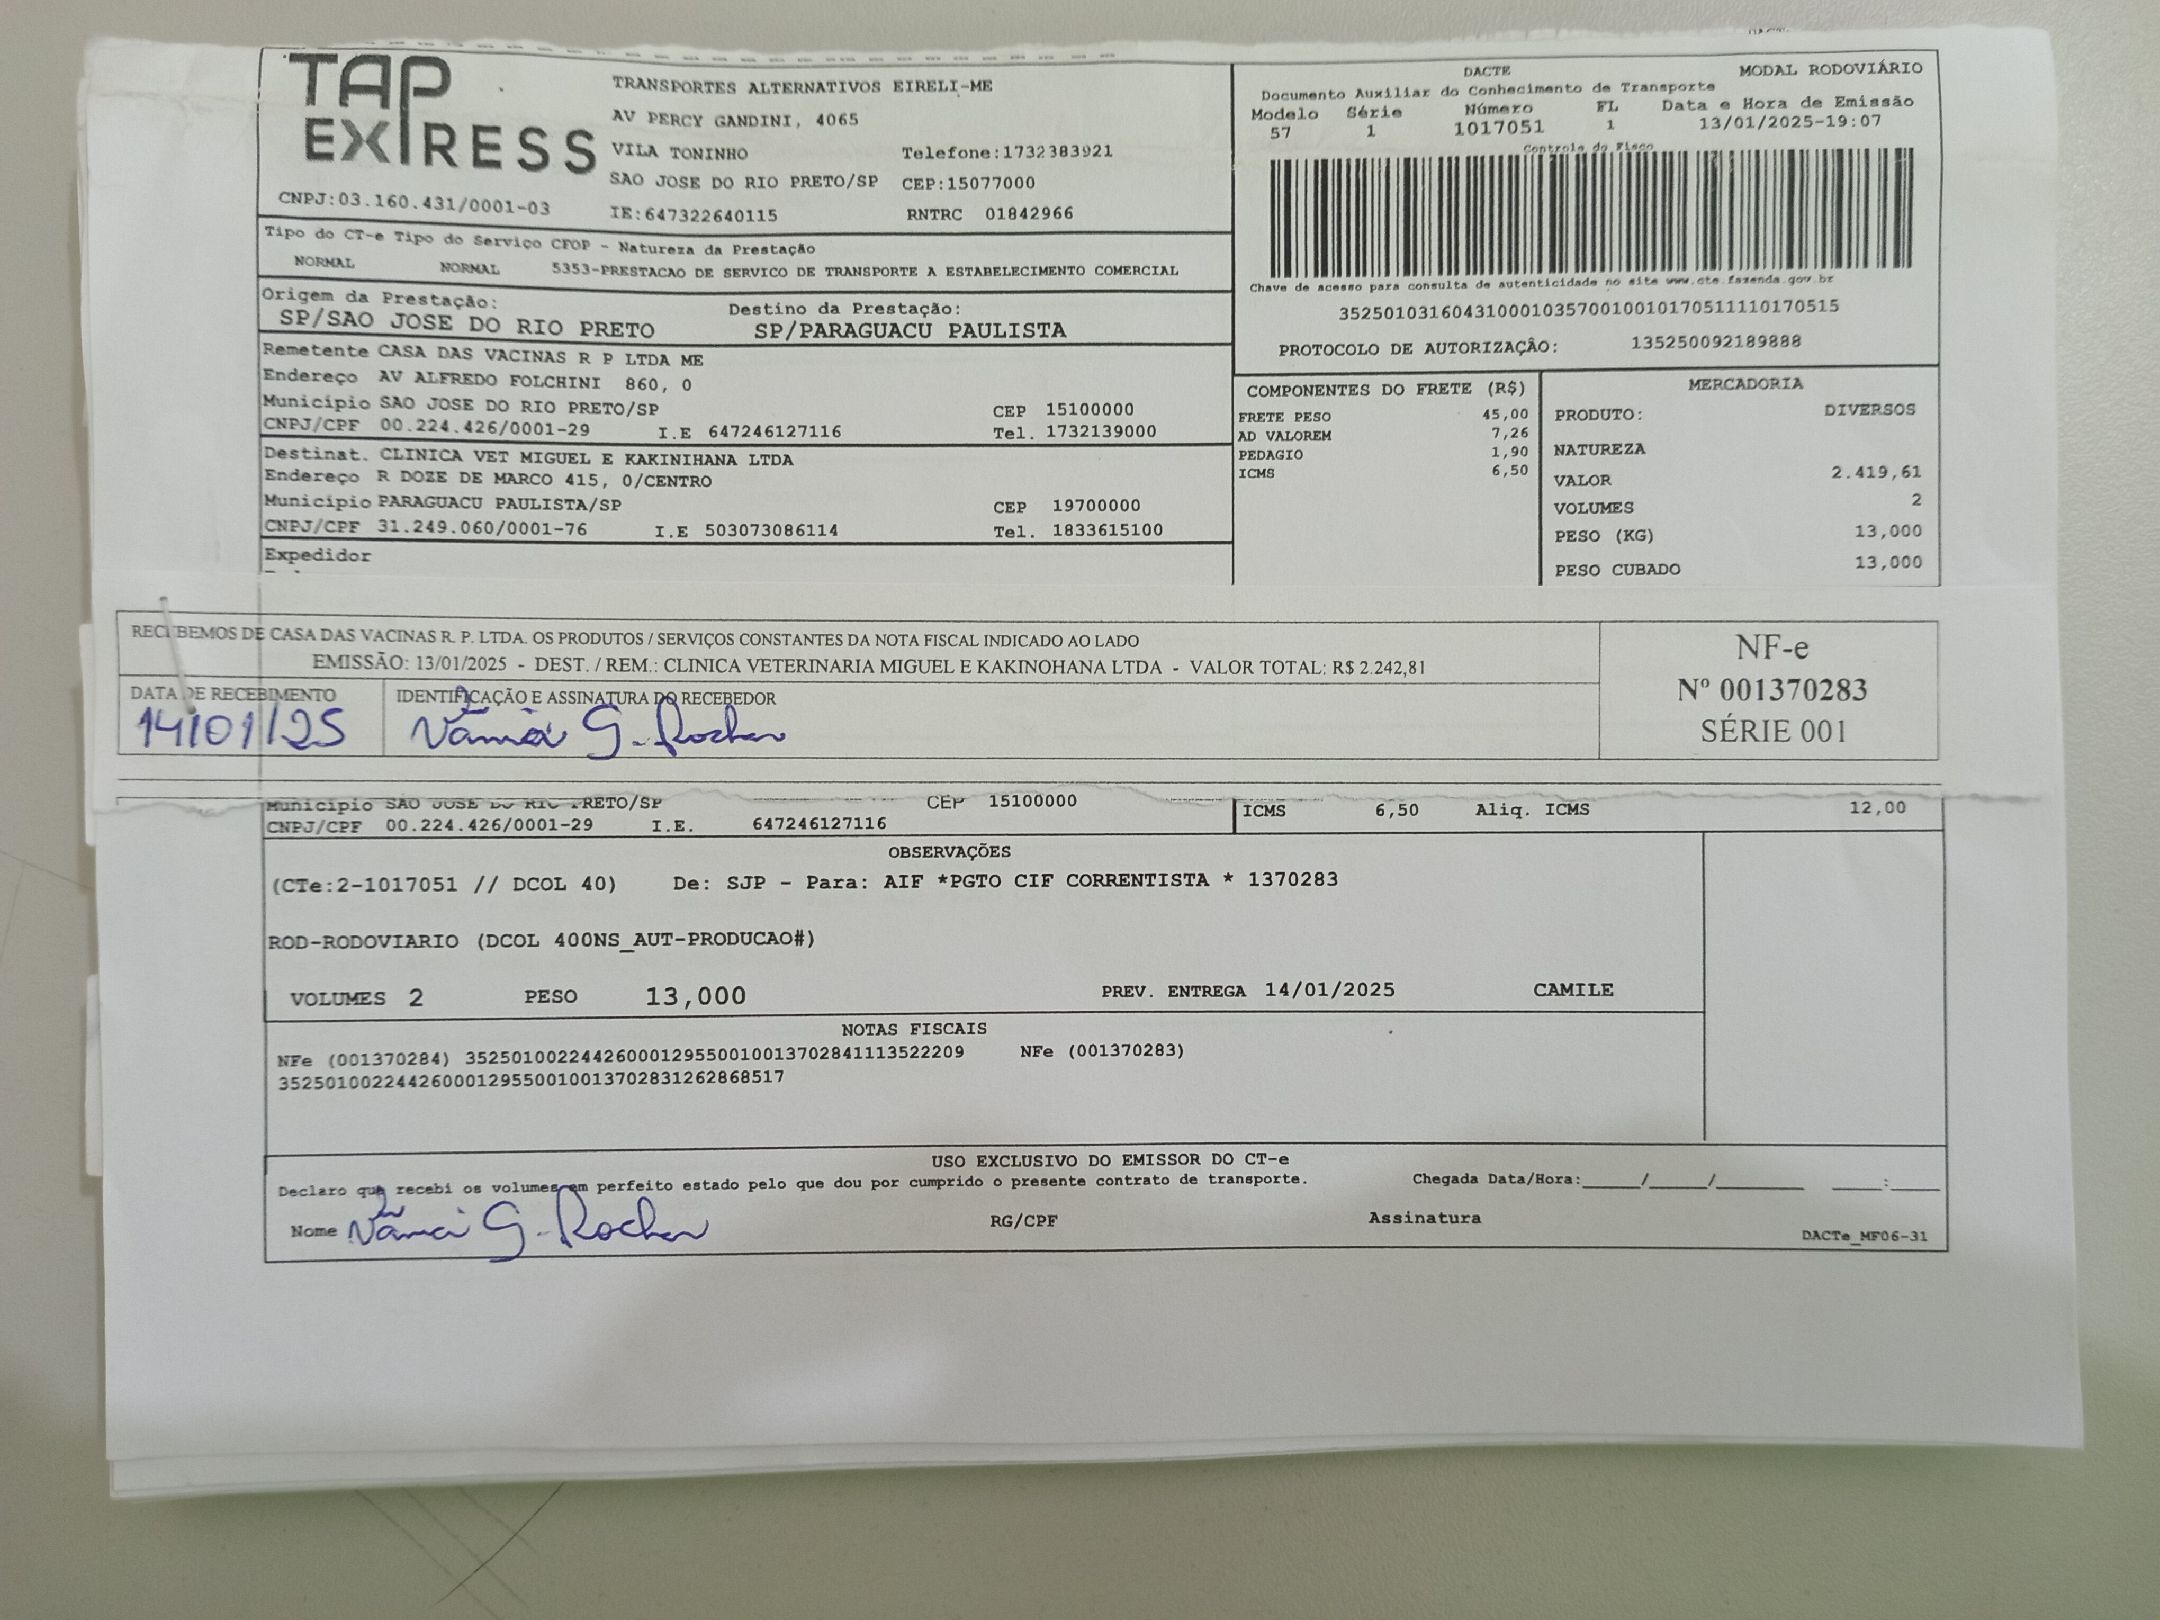 TAP EXPRESS
TRANSPORTES ALTERNATIVOS EIRELI-ME
AV PERCY GANDINI, 4065
VILA TONINHO Telefone:1732383921
SAO JOSE DO RIO PRETO/SP CEP:15077000
CNPJ:03.160.431/0001-03 IE:647322640115 RNTRC 01842966
DACTE MODAL RODOVIÁRIO
Documento Auxiliar do Conhecimento de Transporte
Modelo Série Número FL Data e Hora de Emissão
57 1 1017051 1 13/01/2025-19:07
Controle do Fisco
Chave de acesso para consulta de autenticidade no site www.cte.fazenda.gov.br
35250103160431000103570010010170511110170515
PROTOCOLO DE AUTORIZAÇÃO: 135250092189888
Tipo do CT-e Tipo do Serviço CFOP - Natureza da Prestação
NORMAL NORMAL 5353-PRESTACAO DE SERVICO DE TRANSPORTE A ESTABELECIMENTO COMERCIAL
Origem da Prestação: Destino da Prestação:
SP/SAO JOSE DO RIO PRETO SP/PARAGUACU PAULISTA
Remetente CASA DAS VACINAS R P LTDA ME
Endereço AV ALFREDO FOLCHINI 860, 0
Município SAO JOSE DO RIO PRETO/SP CEP 15100000
CNPJ/CPF 00.224.426/0001-29 I.E 647246127116 Tel. 1732139000
Destinat. CLINICA VET MIGUEL E KAKINIHANA LTDA
Endereço R DOZE DE MARCO 415, 0/CENTRO
Município PARAGUACU PAULISTA/SP CEP 19700000
CNPJ/CPF 31.249.060/0001-76 I.E 503073086114 Tel. 1833615100
Expedidor
COMPONENTES DO FRETE (R$)
FRETE PESO 45,00
AD VALOREM 7,26
PEDAGIO 1,90
ICMS 6,50
MERCADORIA
PRODUTO: DIVERSOS
NATUREZA
VALOR 2.419,61
VOLUMES 2
PESO (KG) 13,000
PESO CUBADO 13,000
RECEBEMOS DE CASA DAS VACINAS R. P. LTDA. OS PRODUTOS / SERVIÇOS CONSTANTES DA NOTA FISCAL INDICADO AO LADO
EMISSÃO: 13/01/2025 - DEST. / REM.: CLINICA VETERINARIA MIGUEL E KAKINOHANA LTDA - VALOR TOTAL: R$ 2.242,81
DATA DE RECEBIMENTO IDENTIFICAÇÃO E ASSINATURA DO RECEBEDOR
14/01/25 Vânia G. Rocha
NF-e
Nº 001370283
SÉRIE 001
Município SAO JOSE DO RIO PRETO/SP CEP 15100000
CNPJ/CPF 00.224.426/0001-29 I.E. 647246127116
ICMS 6,50 Aliq. ICMS 12,00
OBSERVAÇÕES
(CTe:2-1017051 // DCOL 40) De: SJP - Para: AIF *PGTO CIF CORRENTISTA * 1370283
ROD-RODOVIARIO (DCOL 400NS_AUT-PRODUCAO#)
VOLUMES 2 PESO 13,000 PREV. ENTREGA 14/01/2025 CAMILE
NOTAS FISCAIS
NFe (001370284) 35250100224426000129550010013702841113522209 NFe (001370283)
35250100224426000129550010013702831262868517
USO EXCLUSIVO DO EMISSOR DO CT-e
Declaro que recebi os volumes em perfeito estado pelo que dou por cumprido o presente contrato de transporte. Chegada Data/Hora:_____/_____/________ ____:____
Nome Vânia G. Rocha RG/CPF Assinatura
DACTe_MF06-31